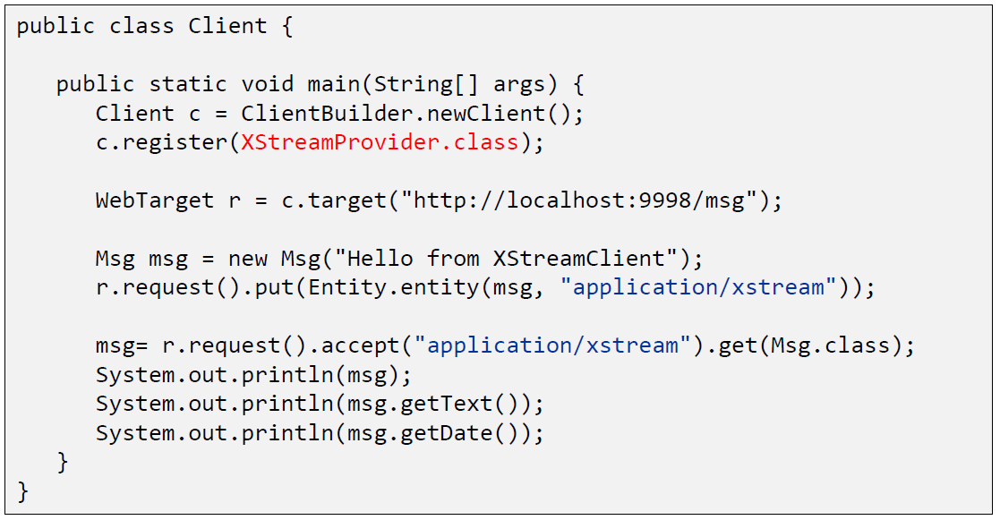 public class Client {
public static void main(String[] args) {
Client c = ClientBuilder.newClient();
c.register(XStreamProvider.class);
WebTarget r = c.target("http://localhost:9998/msg");
Msg msg = new Msg("Hello from XStreamClient");
r.request().put(Entity.entity(msg, "application/xstream"));
msg= r.request().accept("application/xstream").get(Msg.class);
System.out.println(msg);
System.out.println(msg.getText());
System.out.println(msg.getDate());
}
}